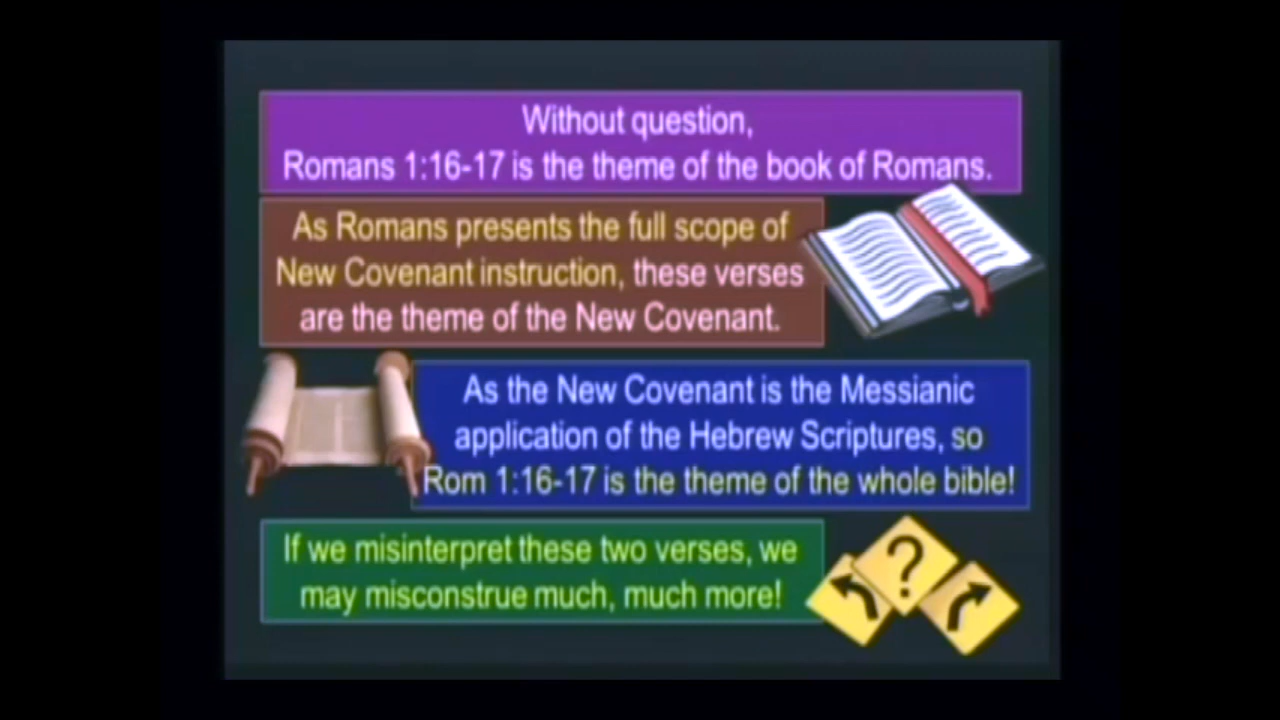 Without question,
Romans 1:16-17 is the theme of the book of Romans.
As Romans presents the full scope of
New Covenant instruction, these verses
are the theme of the New Covenant.
As the New Covenant is the Messianic
application of the Hebrew Scriptures, so
Rom 1:16-17 is the theme of the whole bible!
If we misinterpret these two verses, we
may misconstrue much, much more!
?